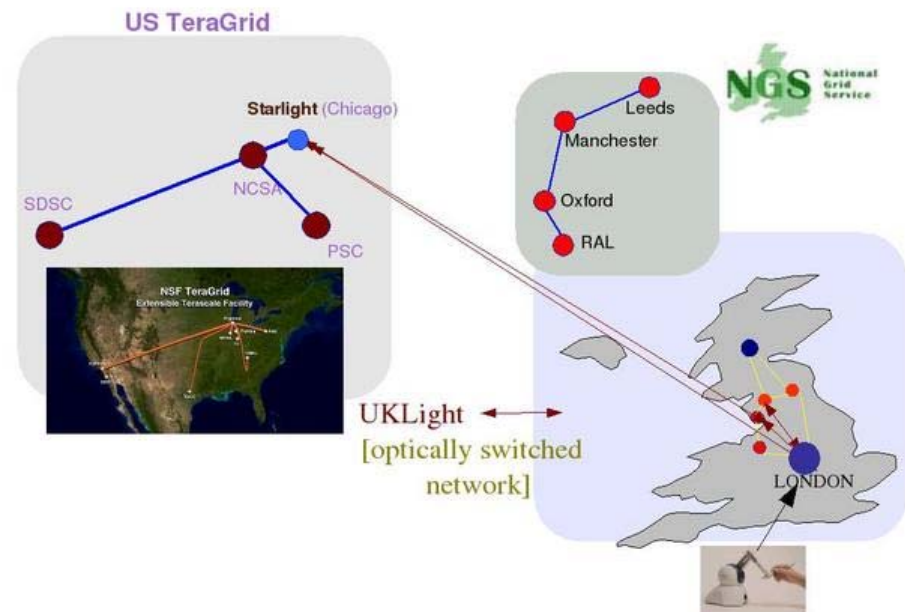 US TeraGrid
Starlight (Chicago)
NCSA
SDSC
PSC
NSF TeraGrid
Extensible Terascale Facility
Leeds
Manchester
Oxford
RAL
NGS
National
Grid
Service
UKLight
[optically switched
network]
LONDON